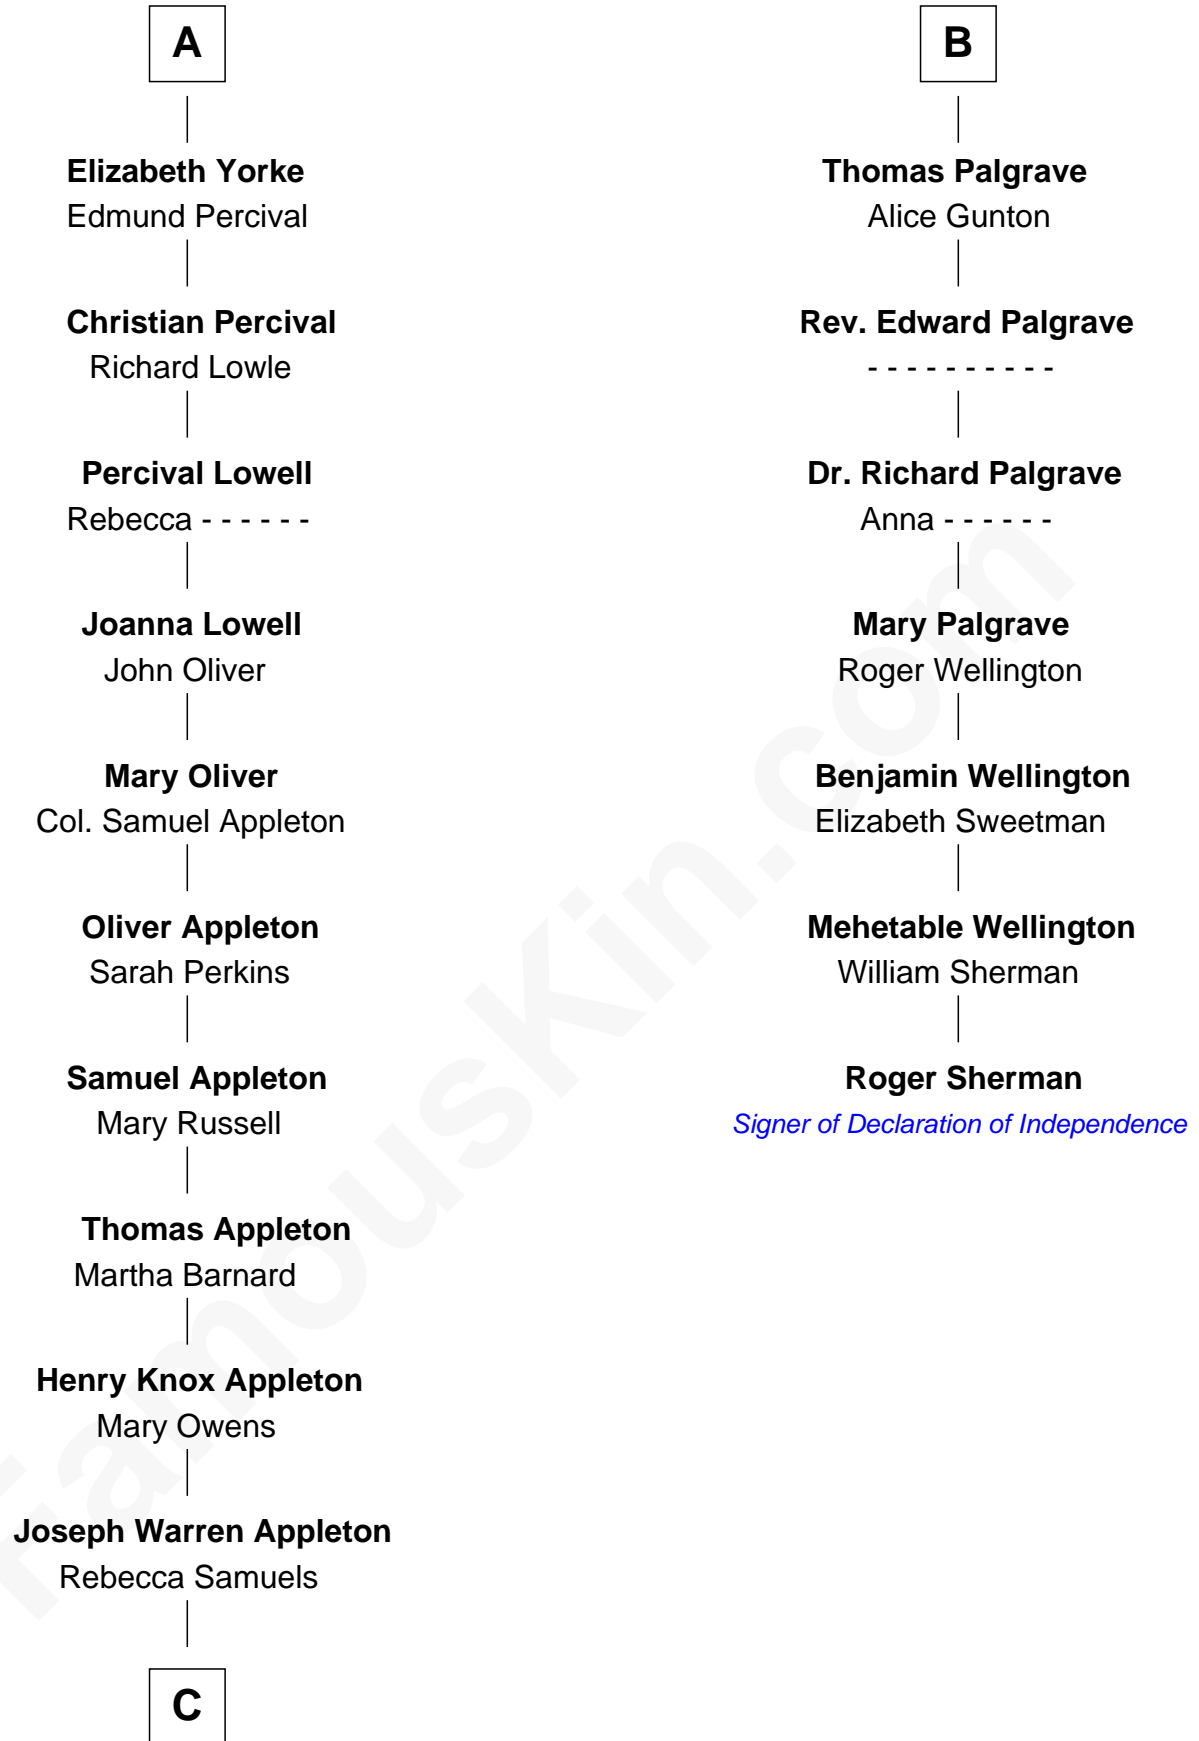 A
Elizabeth Yorke
Edmund Percival
Christian Percival
Richard Lowle
Percival Lowell
Rebecca - - - - - -
Joanna Lowell
John Oliver
Mary Oliver
Col. Samuel Appleton
Oliver Appleton
Sarah Perkins
Samuel Appleton
Mary Russell
Thomas Appleton
Martha Barnard
Henry Knox Appleton
Mary Owens
Joseph Warren Appleton
Rebecca Samuels
C
B
Thomas Palgrave
Alice Gunton
Rev. Edward Palgrave
- - - - - - - - - -
Dr. Richard Palgrave
Anna - - - - - -
Mary Palgrave
Roger Wellington
Benjamin Wellington
Elizabeth Sweetman
Mehetable Wellington
William Sherman
Roger Sherman
Signer of Declaration of Independence
FamousKin.com